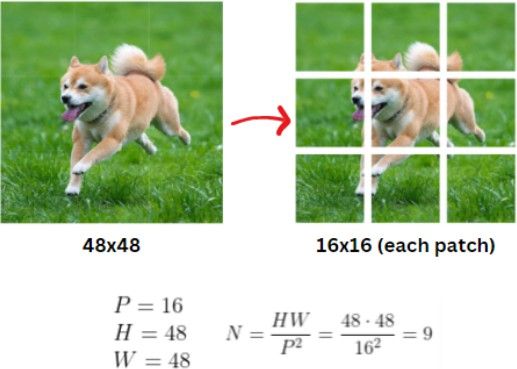 48x48
16x16 (each patch)
P = 16
H = 48
W = 48
N = HW/P² = 48 · 48/16² = 9